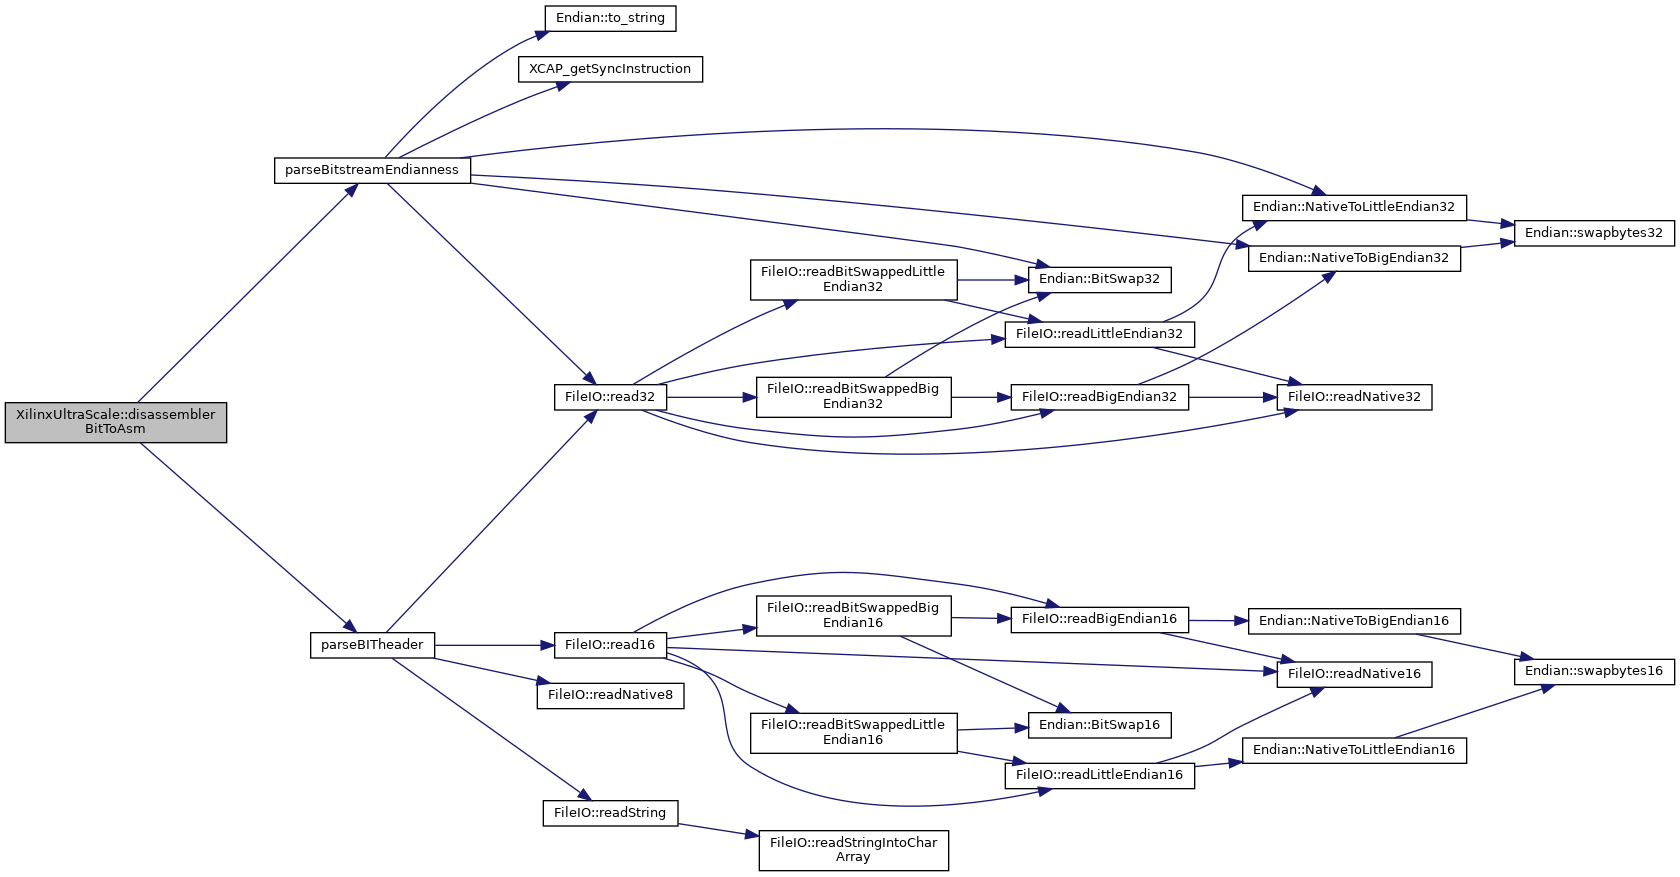 Endian::to_string
XCAP_getSyncInstruction
parseBitstreamEndianness
Endian::NativeToLittleEndian32
Endian::swapbytes32
Endian::NativeToBigEndian32
FileIO::readBitSwappedLittle
Endian32
Endian::BitSwap32
FileIO::readLittleEndian32
FileIO::read32
FileIO::readBitSwappedBig
Endian32
FileIO::readBigEndian32
FileIO::readNative32
XilinxUltraScale::disassembler
BitToAsm
FileIO::readBitSwappedBig
Endian16
FileIO::readBigEndian16
Endian::NativeToBigEndian16
parseBITheader
FileIO::read16
FileIO::readNative16
Endian::swapbytes16
FileIO::readNative8
FileIO::readBitSwappedLittle
Endian16
Endian::BitSwap16
Endian::NativeToLittleEndian16
FileIO::readLittleEndian16
FileIO::readString
FileIO::readStringIntoChar
Array